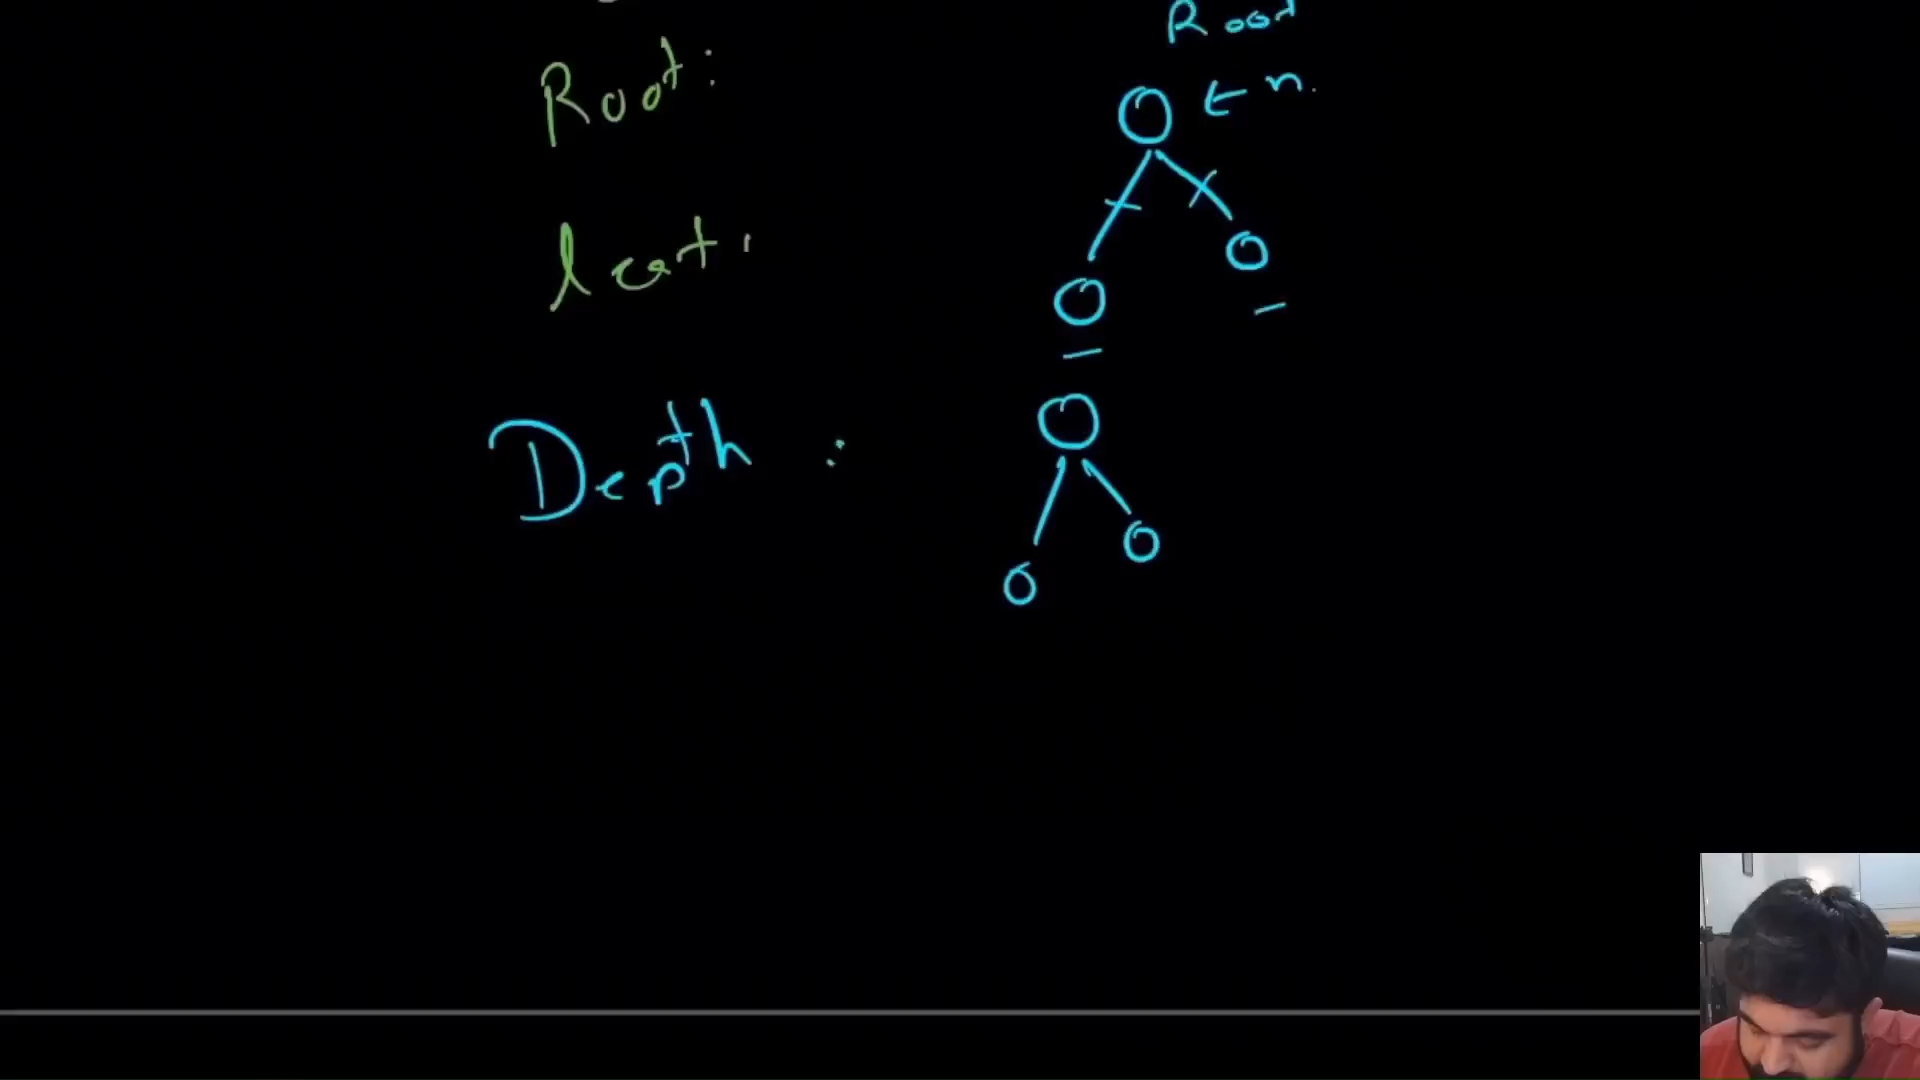 Root
Root:
← n.
leaf:
Depth :